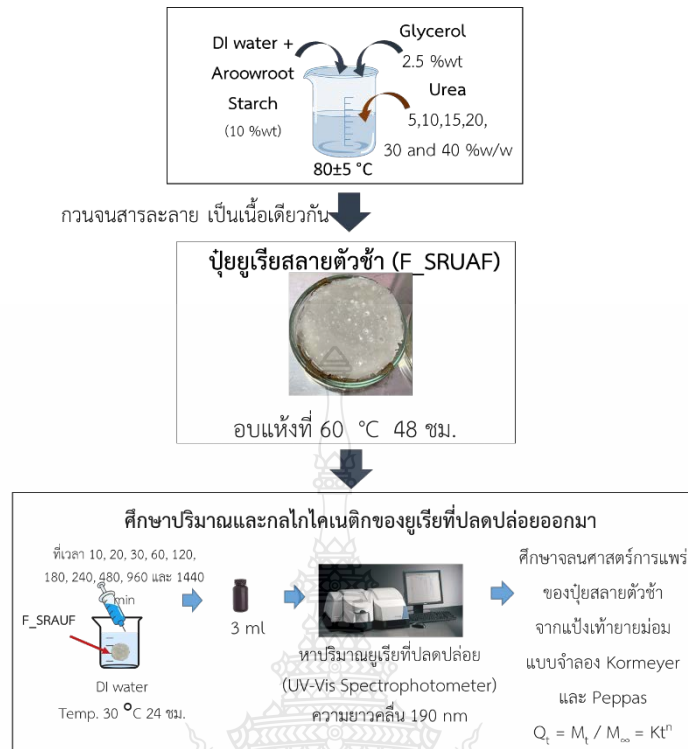 DI water +
Aroowroot
Starch
(10 %wt)
Glycerol
2.5 %wt
Urea
5,10,15,20,
30 and 40 %w/w
80±5 °C
กวนจนสารละลาย เป็นเนื้อเดียวกัน
ปุ๋ยยูเรียสลายตัวช้า (F_SRUAF)
อบแห้งที่ 60 °C 48 ชม.
ศึกษาปริมาณและกลไกไคเนติกของยูเรียที่ปลดปล่อยออกมา
ที่เวลา 10, 20, 30, 60, 120,
180, 240, 480, 960 และ 1440
min
F_SRAUF
DI water
Temp. 30 °C 24 ชม.
3 ml
หาปริมาณยูเรียที่ปลดปล่อย
(UV-Vis Spectrophotometer)
ความยาวคลื่น 190 nm
ศึกษาจลนศาสตร์การแพร่
ของปุ๋ยสลายตัวช้า
จากแป้งเท้ายายม่อม
แบบจำลอง Kormeyer
และ Peppas
Qₜ = Mₜ / M∞ = Ktⁿ